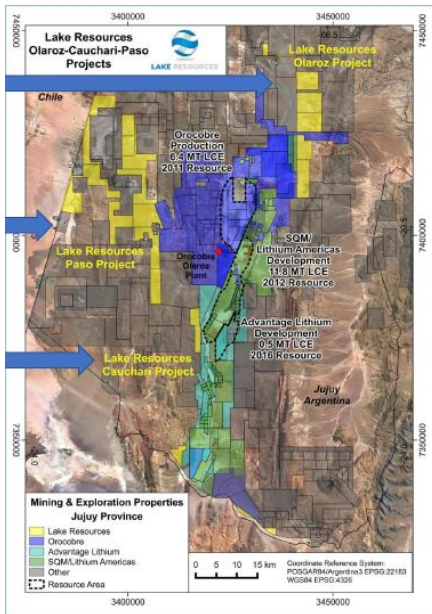 3400000
3450000
7450000
7450000
-66.5
Lake Resources
Olaroz-Cauchari-Paso
Projects
LAKE RESOURCES
Lake Resources
Olaroz Project
Chile
Orocobre
Production
6.4 MT LCE
2011 Resource
7400000
Lake Resources
Paso Project
Orocobre
Olaroz
Plant
SQM/
Lithium Americas
Development
11.8 MT LCE
2012 Resource
Advantage Lithium
Development
0.5 MT LCE
2016 Resource
Lake Resources
Cauchari Project
Jujuy
Argentina
7350000
7350000
Mining & Exploration Properties
Jujuy Province
Lake Resources
Orocobre
Advantage Lithium
SQM/Lithium Americas
Other
Resource Area
0 5 10 15 km
Coordinate Reference System:
POSGAR94/Argentina3 EPSG:22183
WGS84 EPSG:4326
3400000
3450000